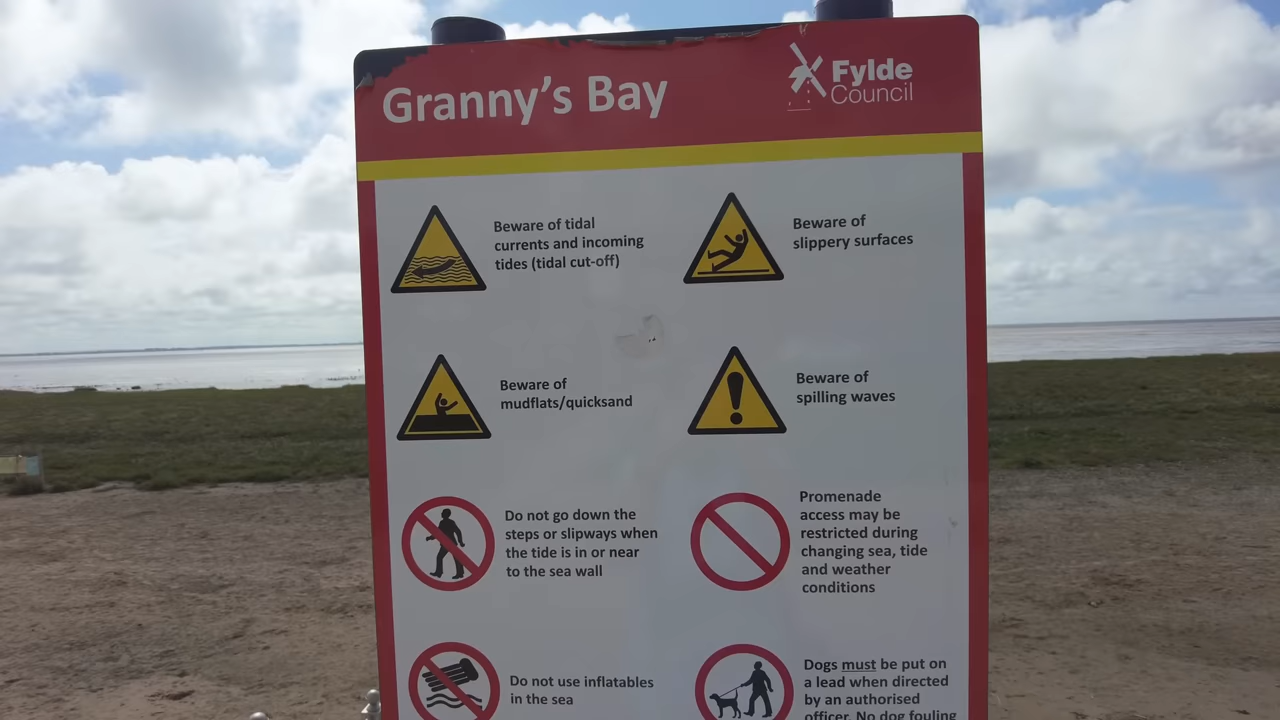 Granny's Bay
Fylde
Council
Beware of tidal
currents and incoming
tides (tidal cut-off)
Beware of
slippery surfaces
Beware of
mudflats/quicksand
Beware of
spilling waves
Do not go down the
steps or slipways when
the tide is in or near
to the sea wall
Promenade
access may be
restricted during
changing sea, tide
and weather
conditions
Do not use inflatables
in the sea
Dogs must be put on
a lead when directed
by an authorised
officer. No dog fouling